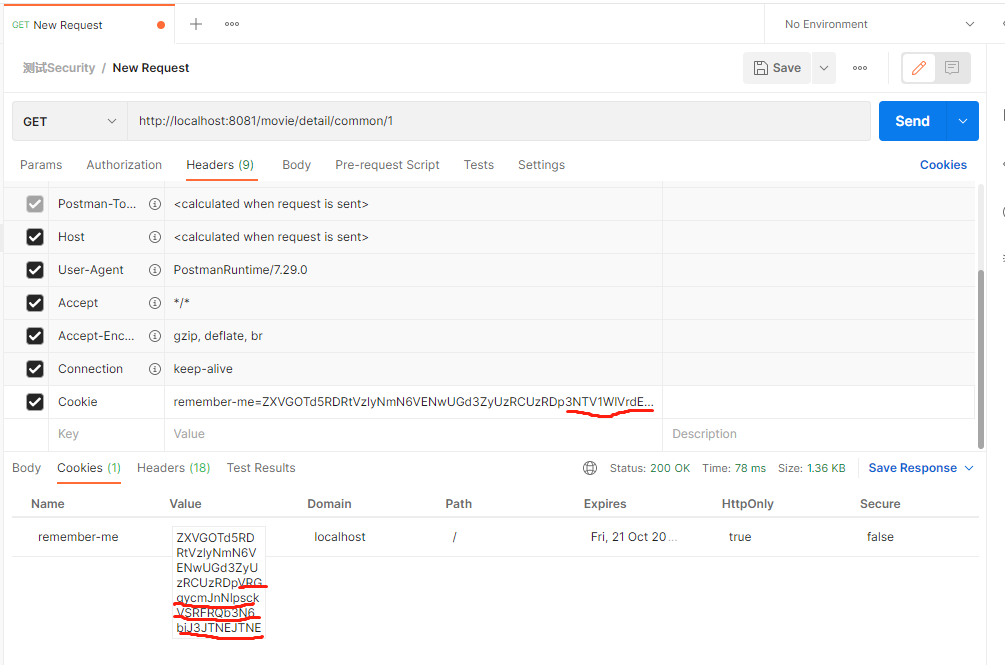 GET New Request
No Environment
测试Security / New Request
Save
GET
http://localhost:8081/movie/detail/common/1
Send
Params Authorization Headers (9) Body Pre-request Script Tests Settings Cookies
Postman-To... <calculated when request is sent>
Host <calculated when request is sent>
User-Agent PostmanRuntime/7.29.0
Accept */*
Accept-Enc... gzip, deflate, br
Connection keep-alive
Cookie remember-me=ZXVGOTd5RDRtVzlyNmN6VENwUGd3ZyUzRCUzRDp3NTV1WlVrdE...
Key Value Description
Body Cookies (1) Headers (18) Test Results
Status: 200 OK Time: 78 ms Size: 1.36 KB Save Response
Name Value Domain Path Expires HttpOnly Secure
remember-me ZXVGOTd5RD localhost / Fri, 21 Oct 20... true false
RtVzlyNmN6V
ENwUGd3ZyU
zRCUzRDpVRG